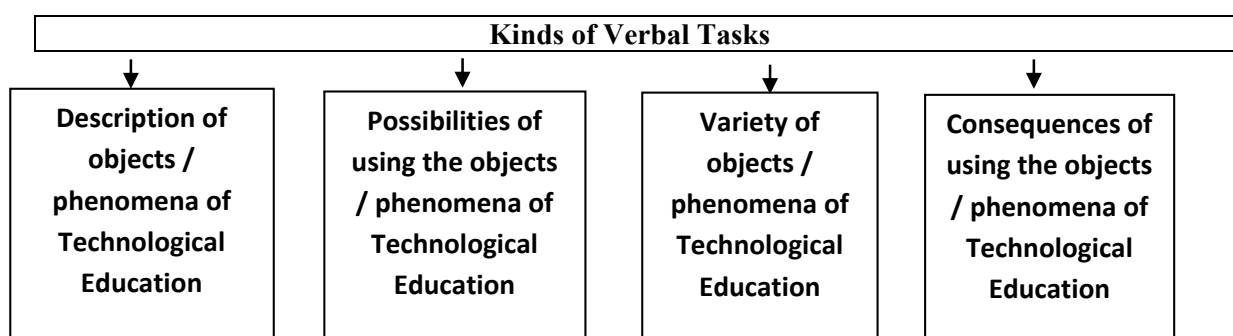 Kinds of Verbal Tasks
Description of
objects /
phenomena of
Technological
Education
Possibilities of
using the objects
/ phenomena of
Technological
Education
Variety of
objects /
phenomena of
Technological
Education
Consequences of
using the objects
/ phenomena of
Technological
Education